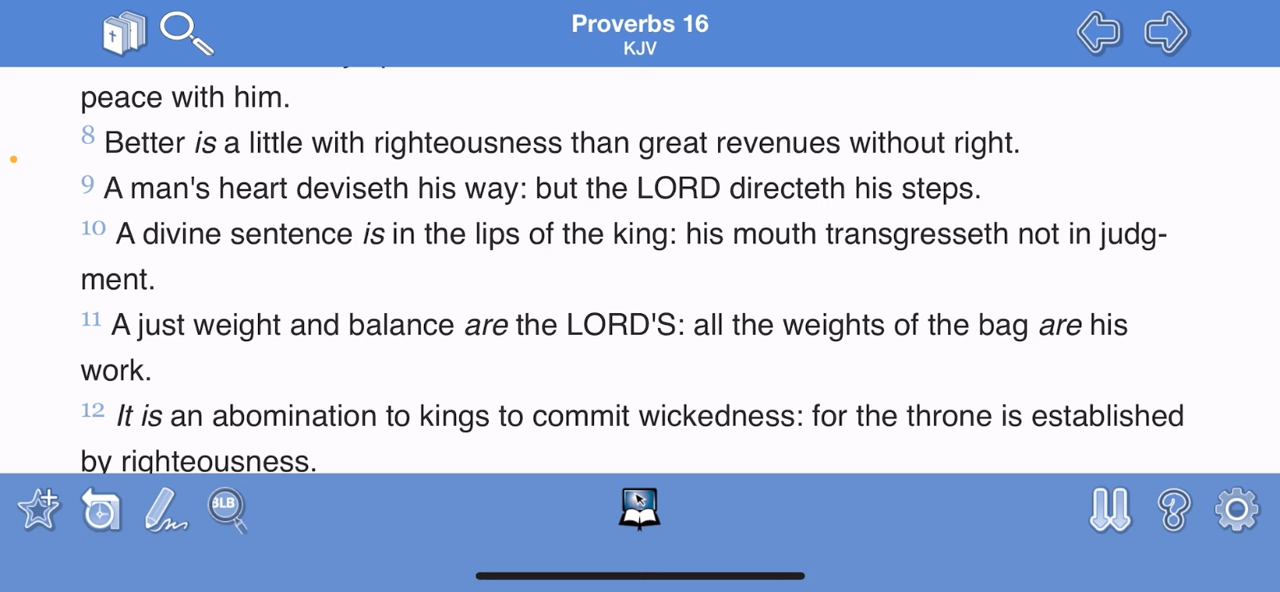 Proverbs 16
KJV
peace with him.
8 Better is a little with righteousness than great revenues without right.
9 A man's heart deviseth his way: but the LORD directeth his steps.
10 A divine sentence is in the lips of the king: his mouth transgresseth not in judg-
ment.
11 A just weight and balance are the LORD'S: all the weights of the bag are his
work.
12 It is an abomination to kings to commit wickedness: for the throne is established
by righteousness.
BLB